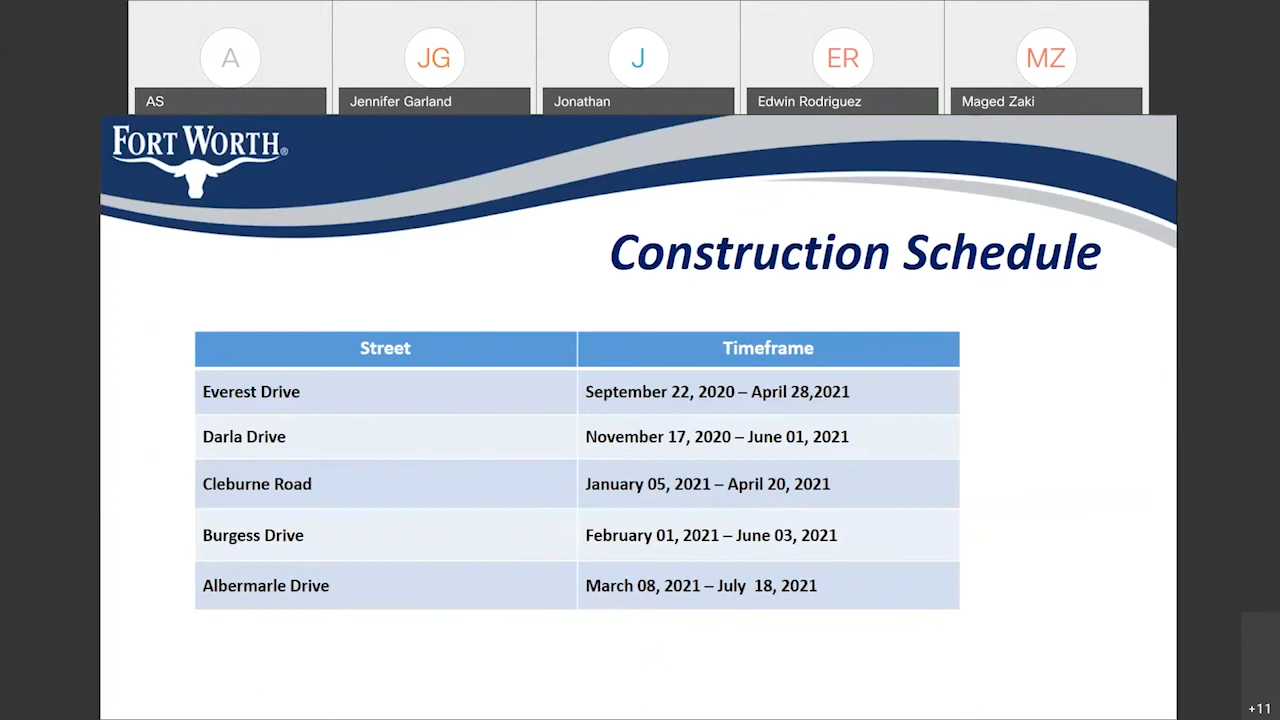 A
JG
J
ER
MZ
AS
Jennifer Garland
Jonathan
Edwin Rodriguez
Maged Zaki
FORT WORTH®
Construction Schedule
Street Timeframe
Everest Drive September 22, 2020 – April 28,2021
Darla Drive November 17, 2020 – June 01, 2021
Cleburne Road January 05, 2021 – April 20, 2021
Burgess Drive February 01, 2021 – June 03, 2021
Albermarle Drive March 08, 2021 – July  18, 2021
+11